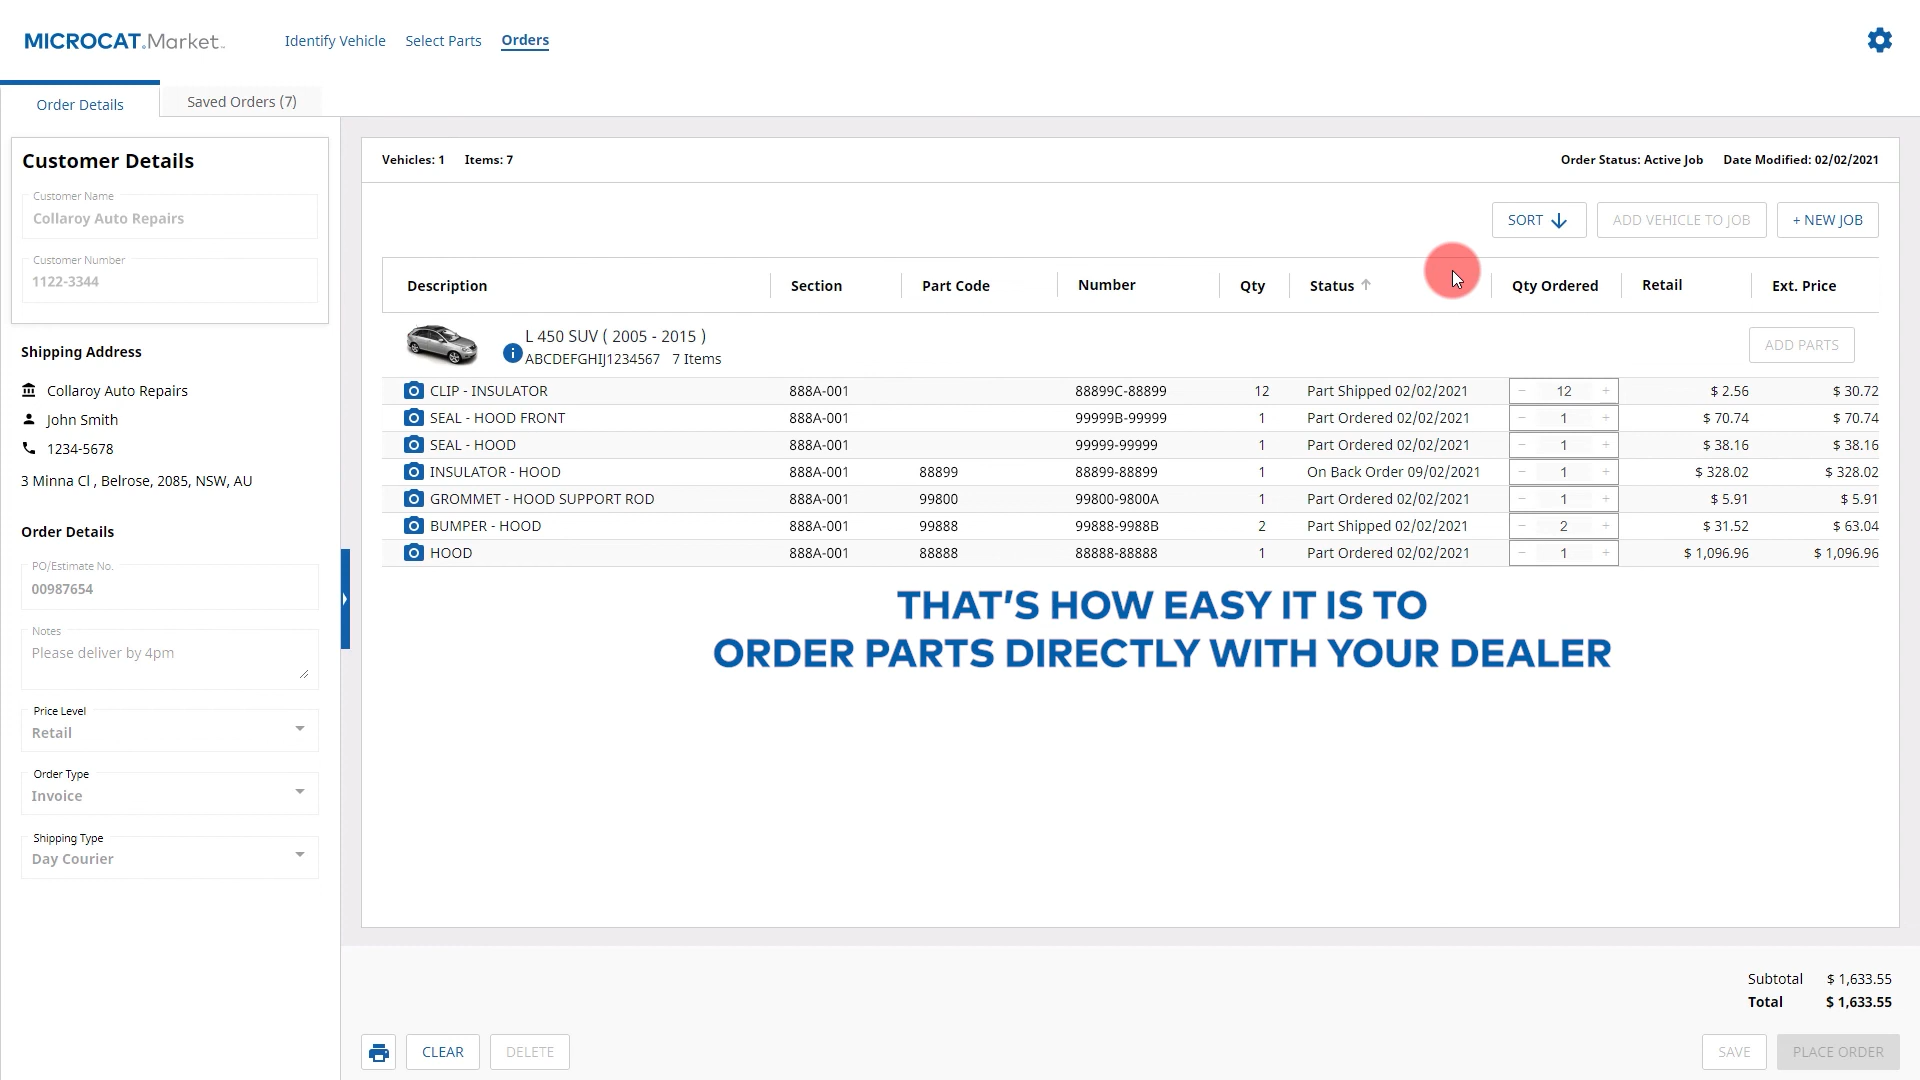 MICROCAT.Market
Identify Vehicle Select Parts Orders
Order Details Saved Orders (7)
Customer Details
Customer Name
Collaroy Auto Repairs
Customer Number
1122-3344
Shipping Address
Collaroy Auto Repairs
John Smith
1234-5678
3 Minna Cl , Belrose, 2085, NSW, AU
Order Details
PO/Estimate No.
00987654
Notes
Please deliver by 4pm
Price Level
Retail
Order Type
Invoice
Shipping Type
Day Courier
Vehicles: 1 Items: 7 Order Status: Active Job Date Modified: 02/02/2021
SORT ADD VEHICLE TO JOB + NEW JOB
Description Section Part Code Number Qty Status Qty Ordered Retail Ext. Price
L 450 SUV ( 2005 - 2015 )
ABCDEFGHIJ1234567 7 Items
ADD PARTS
CLIP - INSULATOR 888A-001 88899C-88899 12 Part Shipped 02/02/2021 − 12 + $ 2.56 $ 30.72
SEAL - HOOD FRONT 888A-001 99999B-99999 1 Part Ordered 02/02/2021 − 1 + $ 70.74 $ 70.74
SEAL - HOOD 888A-001 99999-99999 1 Part Ordered 02/02/2021 − 1 + $ 38.16 $ 38.16
INSULATOR - HOOD 888A-001 88899 88899-88899 1 On Back Order 09/02/2021 − 1 + $ 328.02 $ 328.02
GROMMET - HOOD SUPPORT ROD 888A-001 99800 99800-9800A 1 Part Ordered 02/02/2021 − 1 + $ 5.91 $ 5.91
BUMPER - HOOD 888A-001 99888 99888-9988B 2 Part Shipped 02/02/2021 − 2 + $ 31.52 $ 63.04
HOOD 888A-001 88888 88888-88888 1 Part Ordered 02/02/2021 − 1 + $ 1,096.96 $ 1,096.96
THAT'S HOW EASY IT IS TO
ORDER PARTS DIRECTLY WITH YOUR DEALER
Subtotal $ 1,633.55
Total $ 1,633.55
CLEAR DELETE SAVE PLACE ORDER